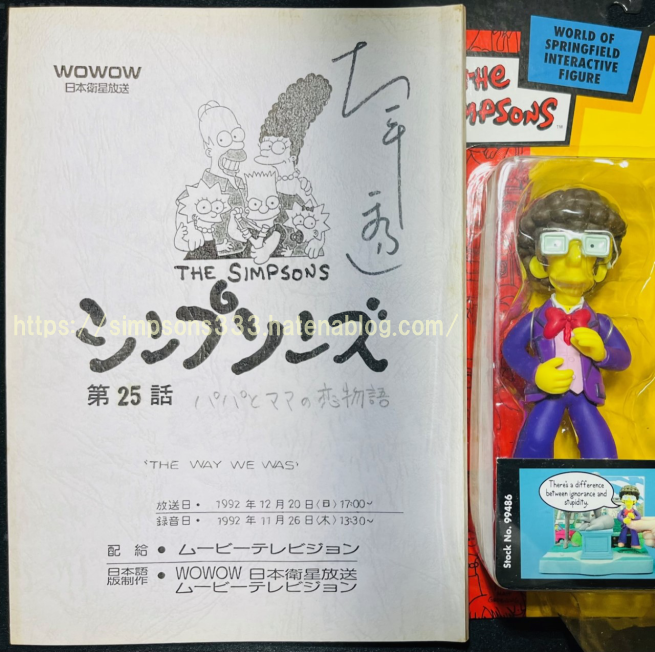 WOWOW
日本衛星放送
THE SIMPSONS
シンプソンズ
https://simpsons333.hatenablog.com/
第25話 パパとママの恋物語
'THE WAY WE WAS'
放送日・ 1992年12月20日(日)17:00~
録音日・ 1992年11月26日(木)13:30~
配給 ● ムービーテレビジョン
日本語版制作 ● WOWOW 日本衛星放送
ムービーテレビジョン
WORLD OF
SPRINGFIELD
INTERACTIVE
FIGURE
THE
SIMPSONS
TM
There's a difference
between ignorance and
stupidity.
Stock No. 99486